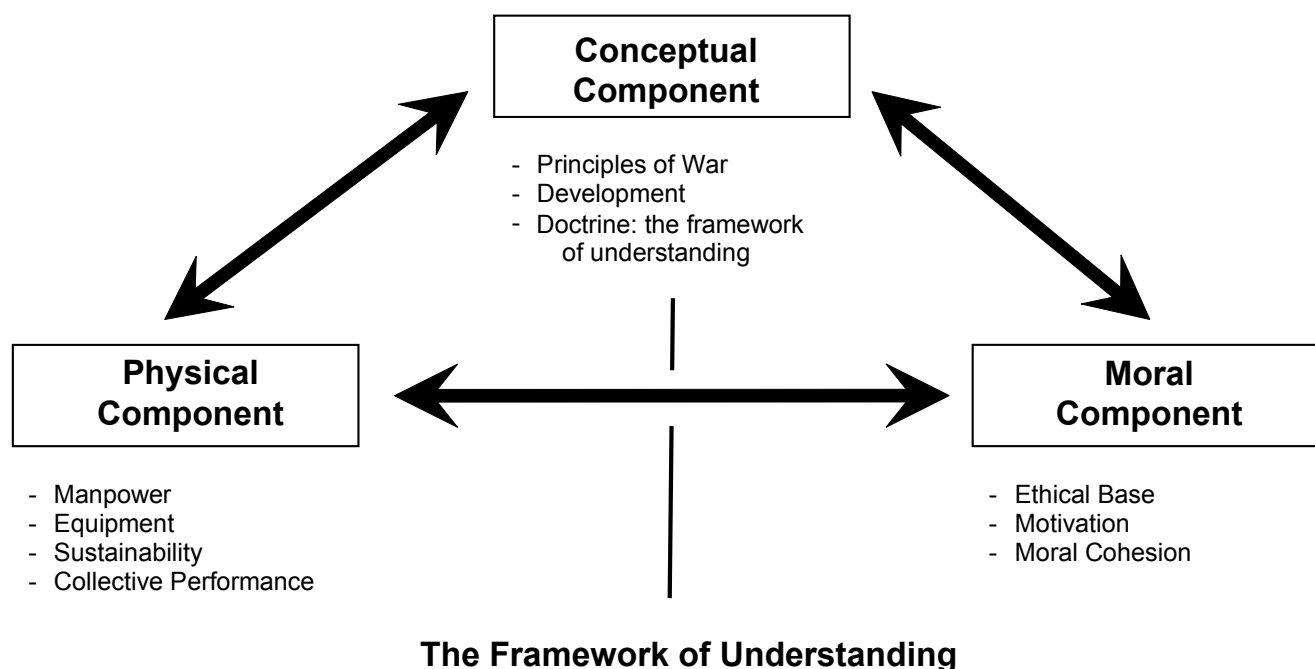 Conceptual
Component
- Principles of War
- Development
- Doctrine: the framework
of understanding
Physical
Component
- Manpower
- Equipment
- Sustainability
- Collective Performance
Moral
Component
- Ethical Base
- Motivation
- Moral Cohesion
The Framework of Understanding